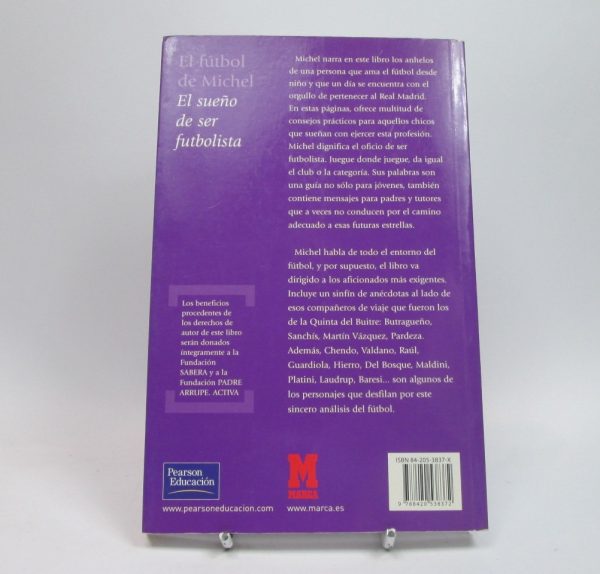 El fútbol
de Michel
El sueño
de ser
futbolista
Michel narra en este libro los anhelos
de una persona que ama el fútbol desde
niño y que un día se encuentra con el
orgullo de pertenecer al Real Madrid.
En estas páginas, ofrece multitud de
consejos prácticos para aquellos chicos
que sueñan con ejercer esta profesión.
Michel dignifica el oficio de ser
futbolista. Juegue donde juegue, da igual
el club o la categoría. Sus palabras son
una guía no sólo para jóvenes, también
contiene mensajes para padres y tutores
que a veces no conducen por el camino
adecuado a esas futuras estrellas.
Michel habla de todo el entorno del
fútbol, y por supuesto, el libro va
dirigido a los aficionados más exigentes.
Incluye un sinfín de anécdotas al lado de
esos compañeros de viaje que fueron los
de la Quinta del Buitre: Butragueño,
Sanchís, Martín Vázquez, Pardeza.
Además, Chendo, Valdano, Raúl,
Guardiola, Hierro, Del Bosque, Maldini,
Platini, Laudrup, Baresi... son algunos de
los personajes que desfilan por este
sincero análisis del fútbol.
Los beneficios
procedentes de
los derechos de
autor de este libro
serán donados
íntegramente a la
Fundación
SABERA y a la
Fundación PADRE
ARRUPE. ACTIVA
Pearson
Educación
www.pearsoneducacion.com
M
MARCA
www.marca.es
ISBN 84-205-3837-X
9 788420 538372